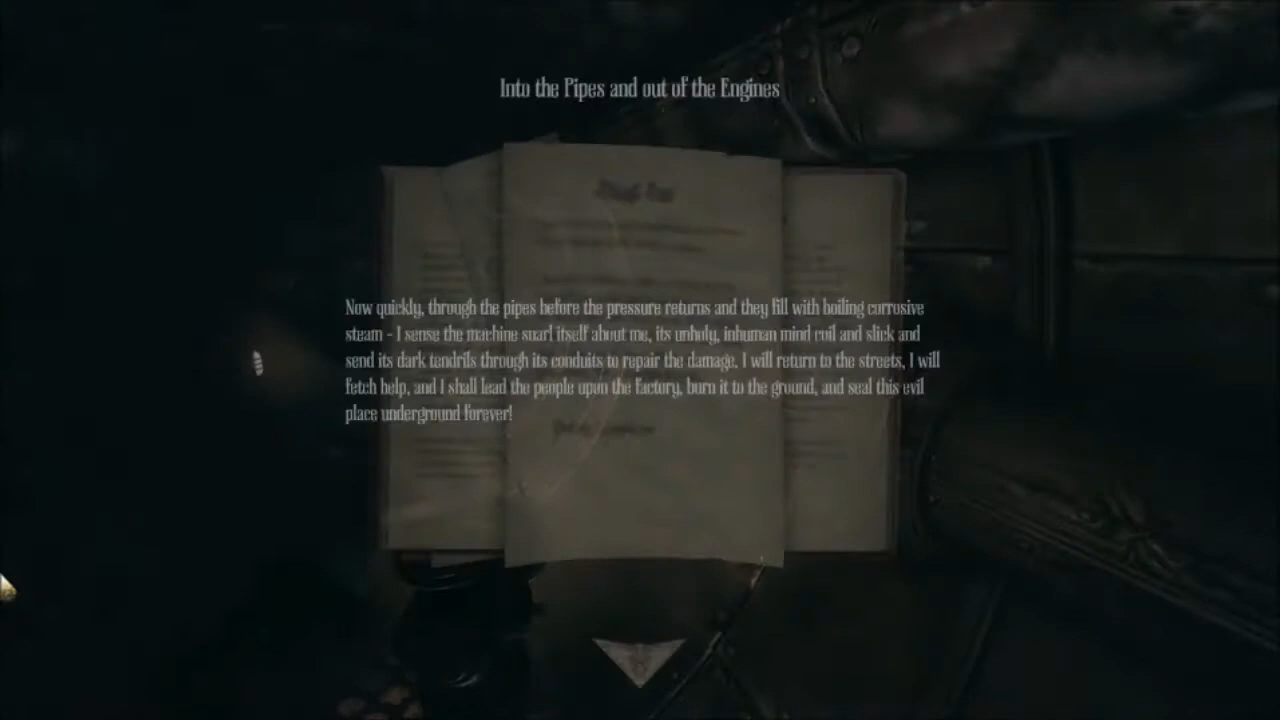 Into the Pipes and out of the Engines
Now quickly, through the pipes before the pressure returns and they fill with boiling corrosive
steam - I sense the machine snarl itself about me, its unholy, inhuman mind coil and slick and
send its dark tendrils through its conduits to repair the damage. I will return to the streets, I will
fetch help, and I shall lead the people upon the factory, burn it to the ground, and seal this evil
place underground forever!